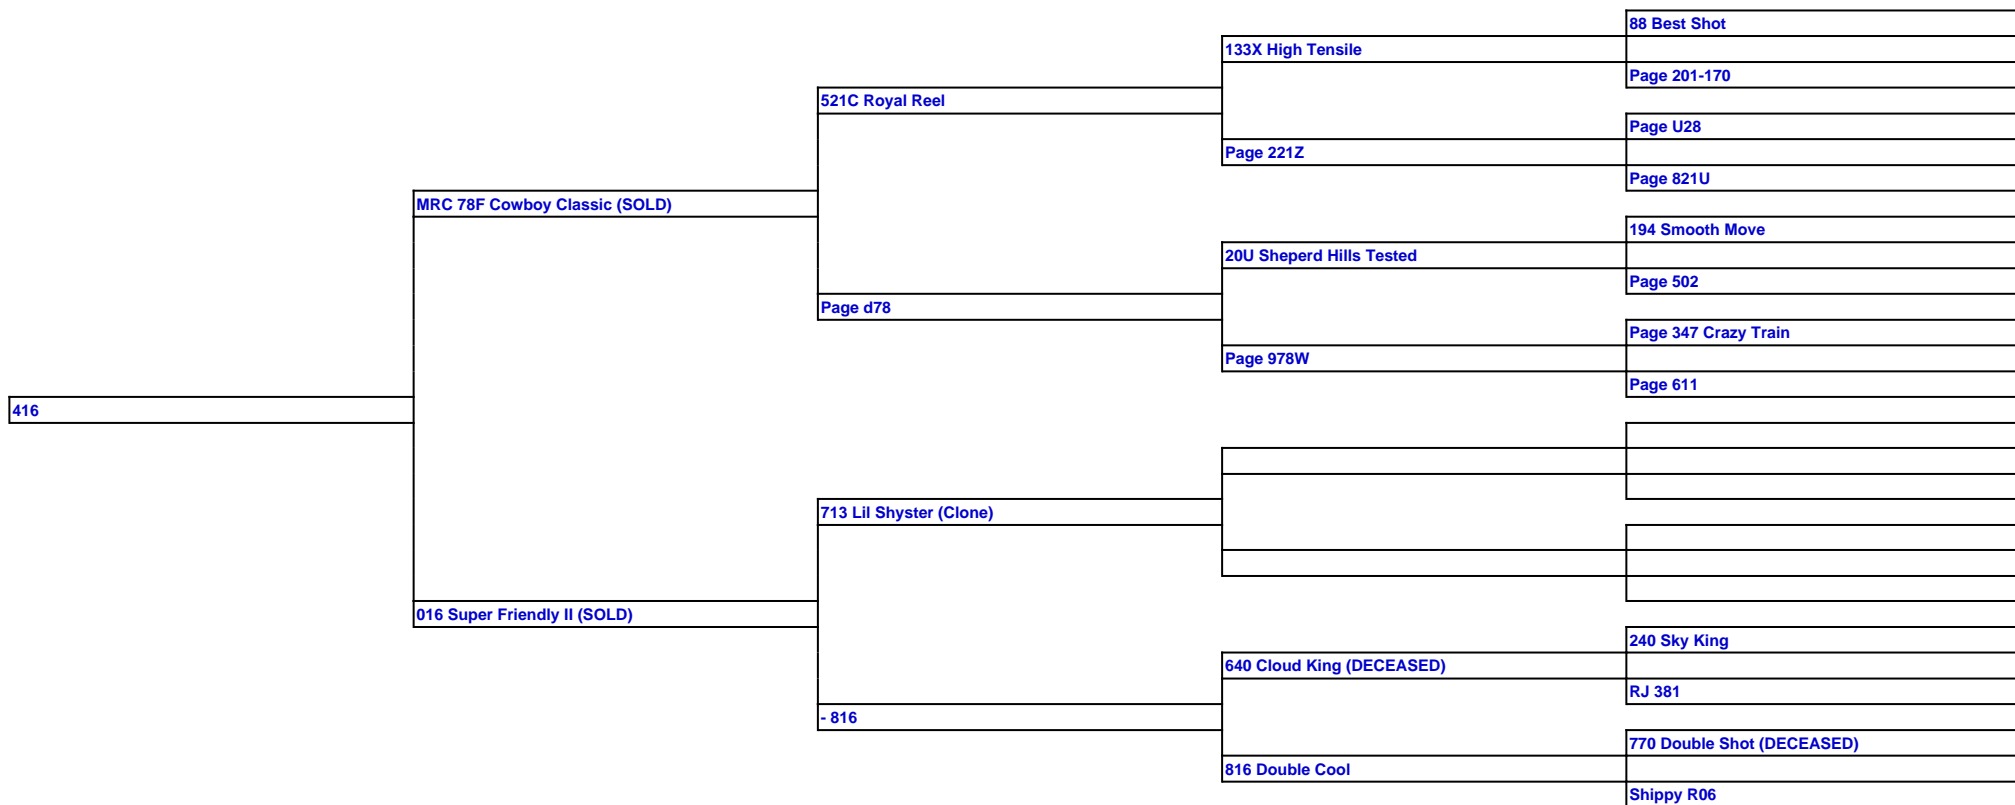 88 Best Shot
133X High Tensile
Page 201-170
521C Royal Reel
Page U28
Page 221Z
Page 821U
MRC 78F Cowboy Classic (SOLD)
194 Smooth Move
20U Sheperd Hills Tested
Page 502
Page d78
Page 347 Crazy Train
Page 978W
Page 611
416
713 Lil Shyster (Clone)
016 Super Friendly II (SOLD)
240 Sky King
640 Cloud King (DECEASED)
RJ 381
- 816
770 Double Shot (DECEASED)
816 Double Cool
Shippy R06